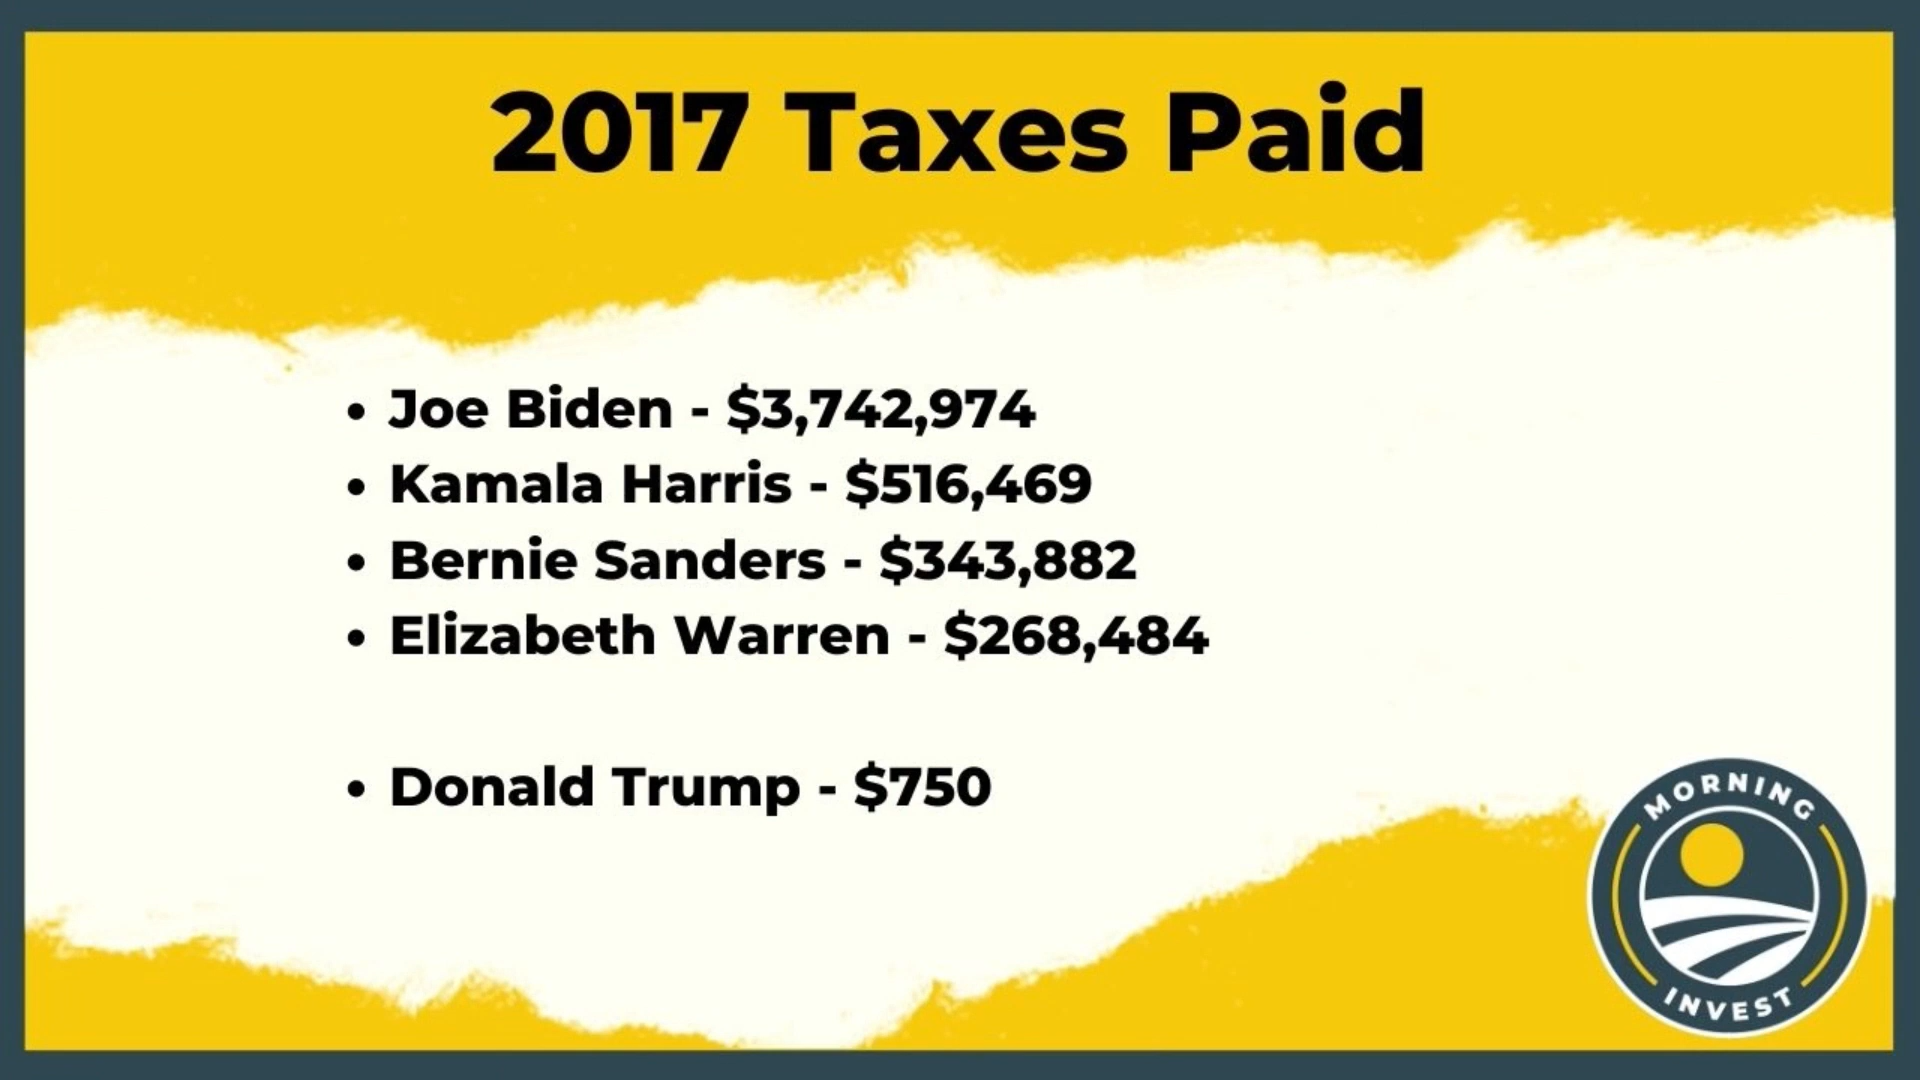 2017 Taxes Paid
• Joe Biden - $3,742,974
• Kamala Harris - $516,469
• Bernie Sanders - $343,882
• Elizabeth Warren - $268,484
• Donald Trump - $750
MORNING
INVEST